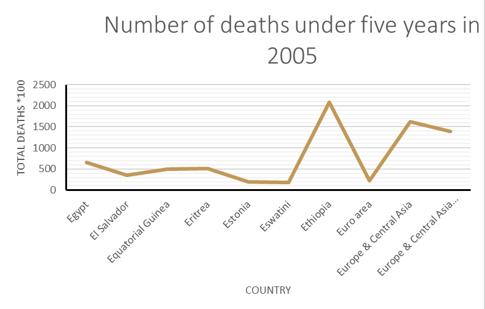 Number of deaths under five years in
2005
TOTAL DEATHS *100
2500
2000
1500
1000
500
0
Egypt
El Salvador
Equatorial Guinea
Eritrea
Estonia
Eswatini
Ethiopia
Euro area
Europe & Central Asia
Europe & Central Asia…
COUNTRY